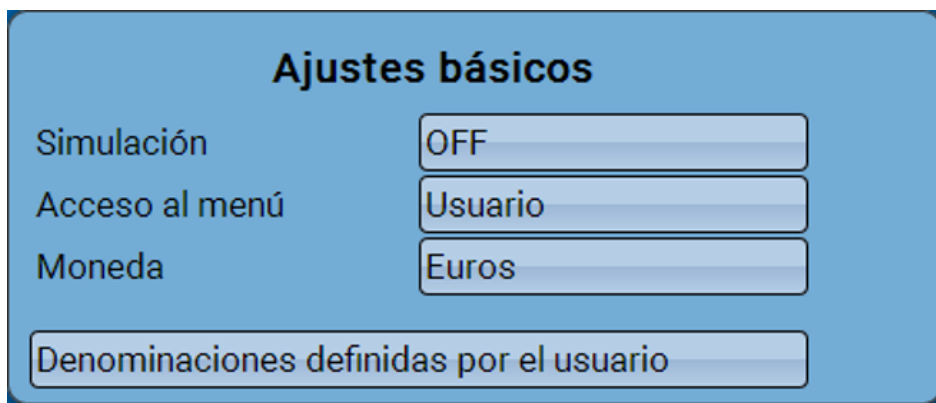 Ajustes básicos
Simulación OFF
Acceso al menú Usuario
Moneda Euros
Denominaciones definidas por el usuario